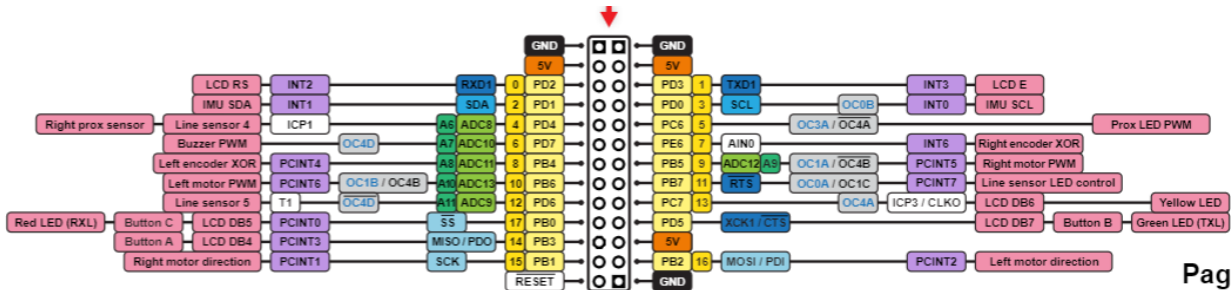 GND GND
5V 5V
LCD RS INT2 RXD1 0 PD2 PD3 1 TXD1 INT3 LCD E
IMU SDA INT1 SDA 2 PD1 PD0 3 SCL OC0B INT0 IMU SCL
Right prox sensor Line sensor 4 ICP1 A6 ADC8 4 PD4 PC6 5 OC3A / OC4A Prox LED PWM
Buzzer PWM OC4D A7 ADC10 6 PD7 PE6 7 AIN0 INT6 Right encoder XOR
Left encoder XOR PCINT4 A8 ADC11 8 PB4 PB5 9 ADC12 A9 OC1A / OC4B PCINT5 Right motor PWM
Left motor PWM PCINT6 OC1B / OC4B A10 ADC13 10 PB6 PB7 11 RTS OC0A / OC1C PCINT7 Line sensor LED control
Line sensor 5 T1 OC4D A11 ADC9 12 PD6 PC7 13 OC4A ICP3 / CLKO LCD DB6 Yellow LED
Red LED (RXL) Button C LCD DB5 PCINT0 SS 17 PB0 PD5 XCK1 / CTS LCD DB7 Button B Green LED (TXL)
Button A LCD DB4 PCINT3 MISO / PDO 14 PB3 5V
Right motor direction PCINT1 SCK 15 PB1 PB2 16 MOSI / PDI PCINT2 Left motor direction
RESET GND
Pag